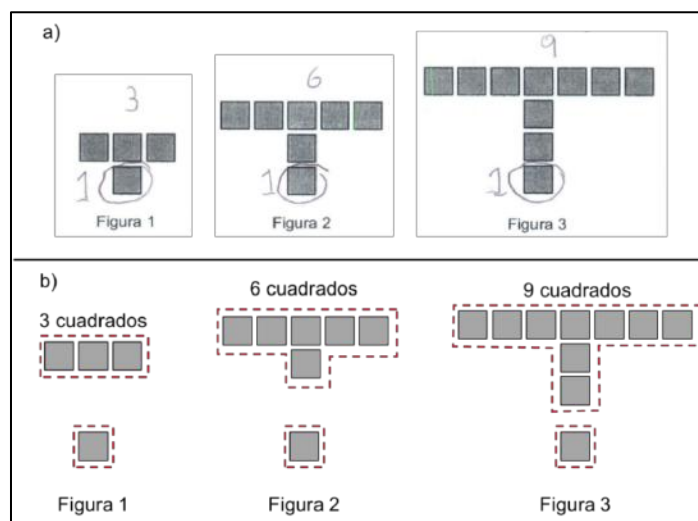 a)
3
6
9
1
1
1
Figura 1
Figura 2
Figura 3
b)
3 cuadrados
6 cuadrados
9 cuadrados
Figura 1
Figura 2
Figura 3